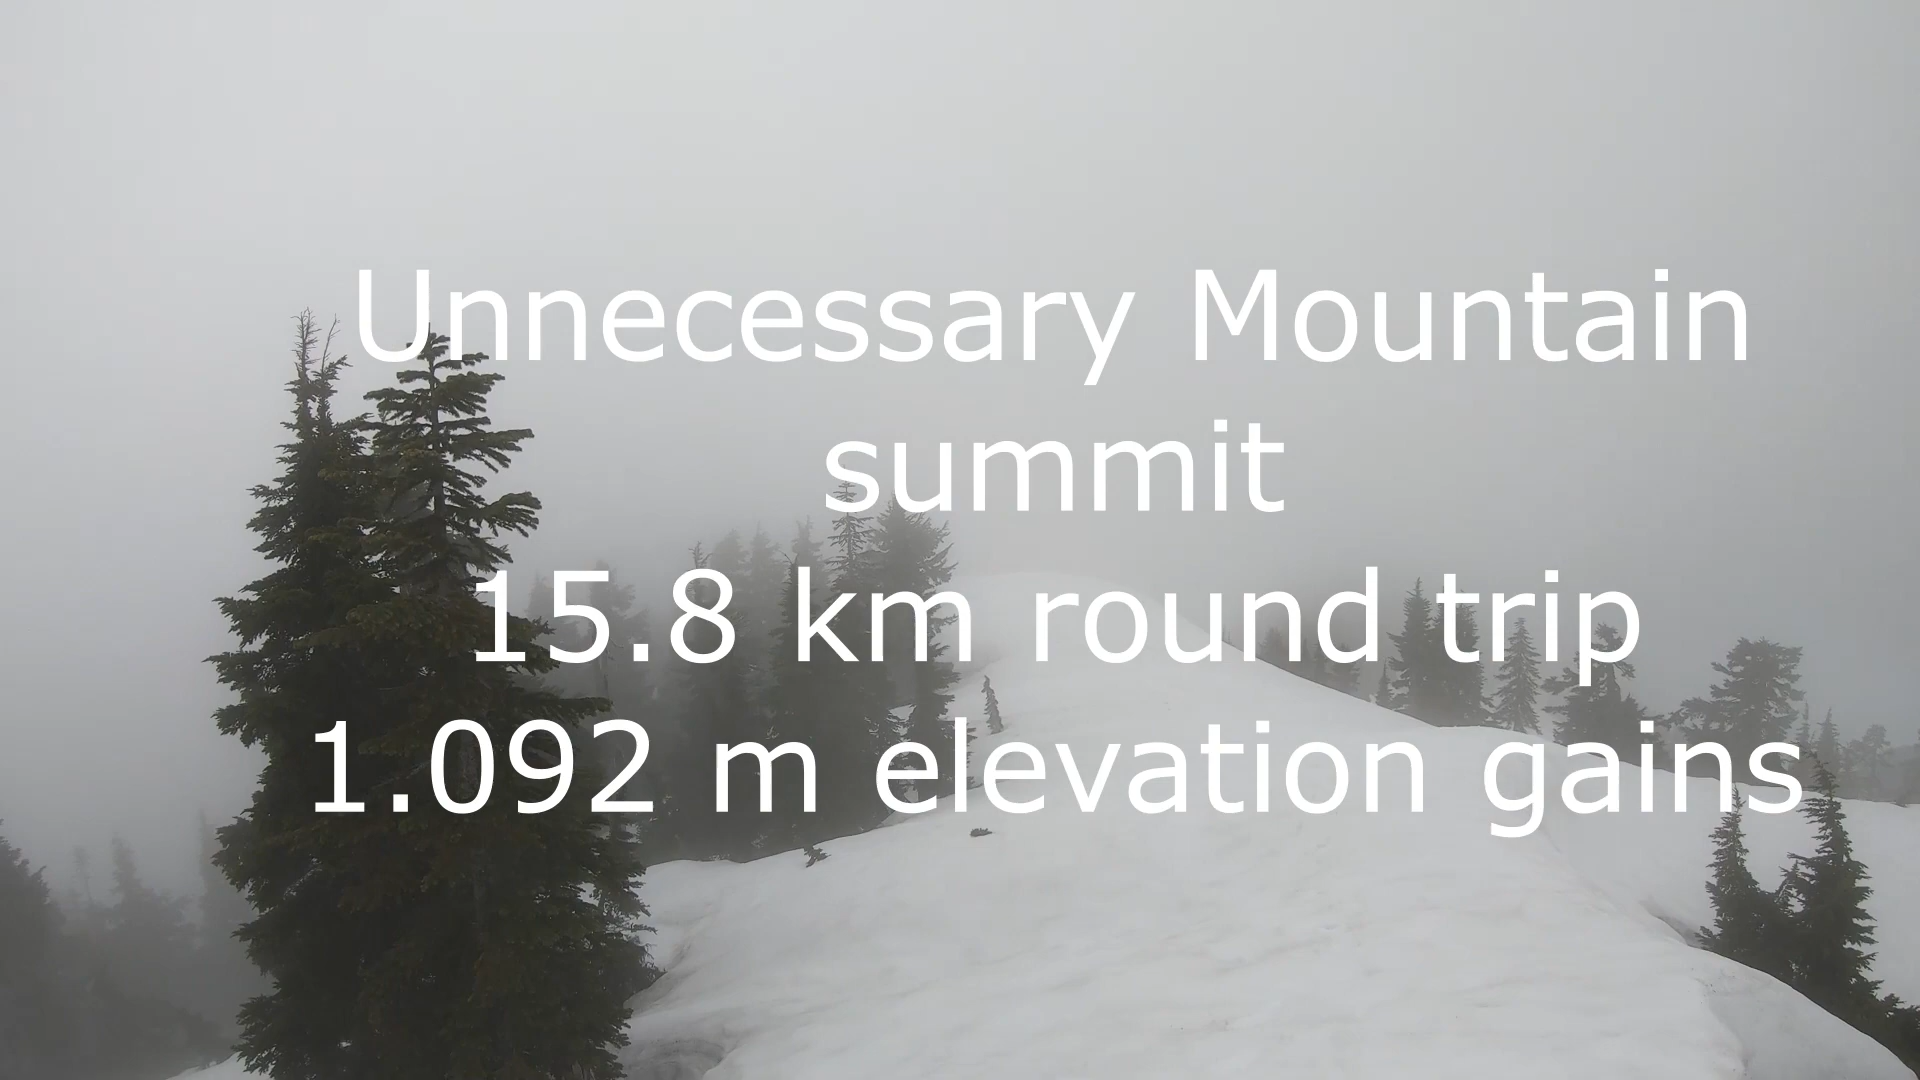 Unnecessary Mountain
summit
15.8 km round trip
1.092 m elevation gains